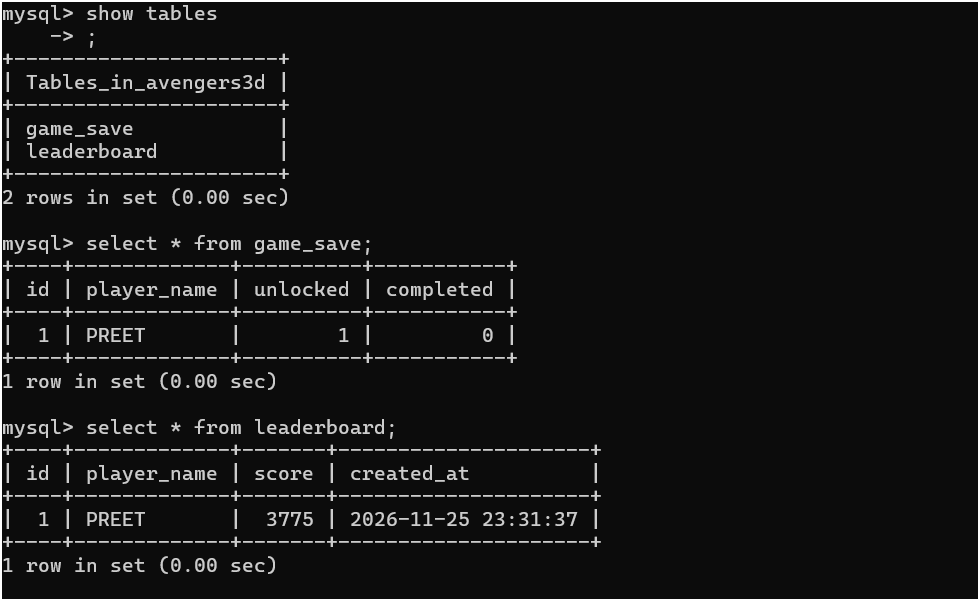 mysql> show tables
    -> ;
+----------------------+
| Tables_in_avengers3d |
+----------------------+
| game_save            |
| leaderboard          |
+----------------------+
2 rows in set (0.00 sec)

mysql> select * from game_save;
+----+-------------+----------+-----------+
| id | player_name | unlocked | completed |
+----+-------------+----------+-----------+
|  1 | PREET       |        1 |         0 |
+----+-------------+----------+-----------+
1 row in set (0.00 sec)

mysql> select * from leaderboard;
+----+-------------+-------+---------------------+
| id | player_name | score | created_at          |
+----+-------------+-------+---------------------+
|  1 | PREET       |  3775 | 2026-11-25 23:31:37 |
+----+-------------+-------+---------------------+
1 row in set (0.00 sec)